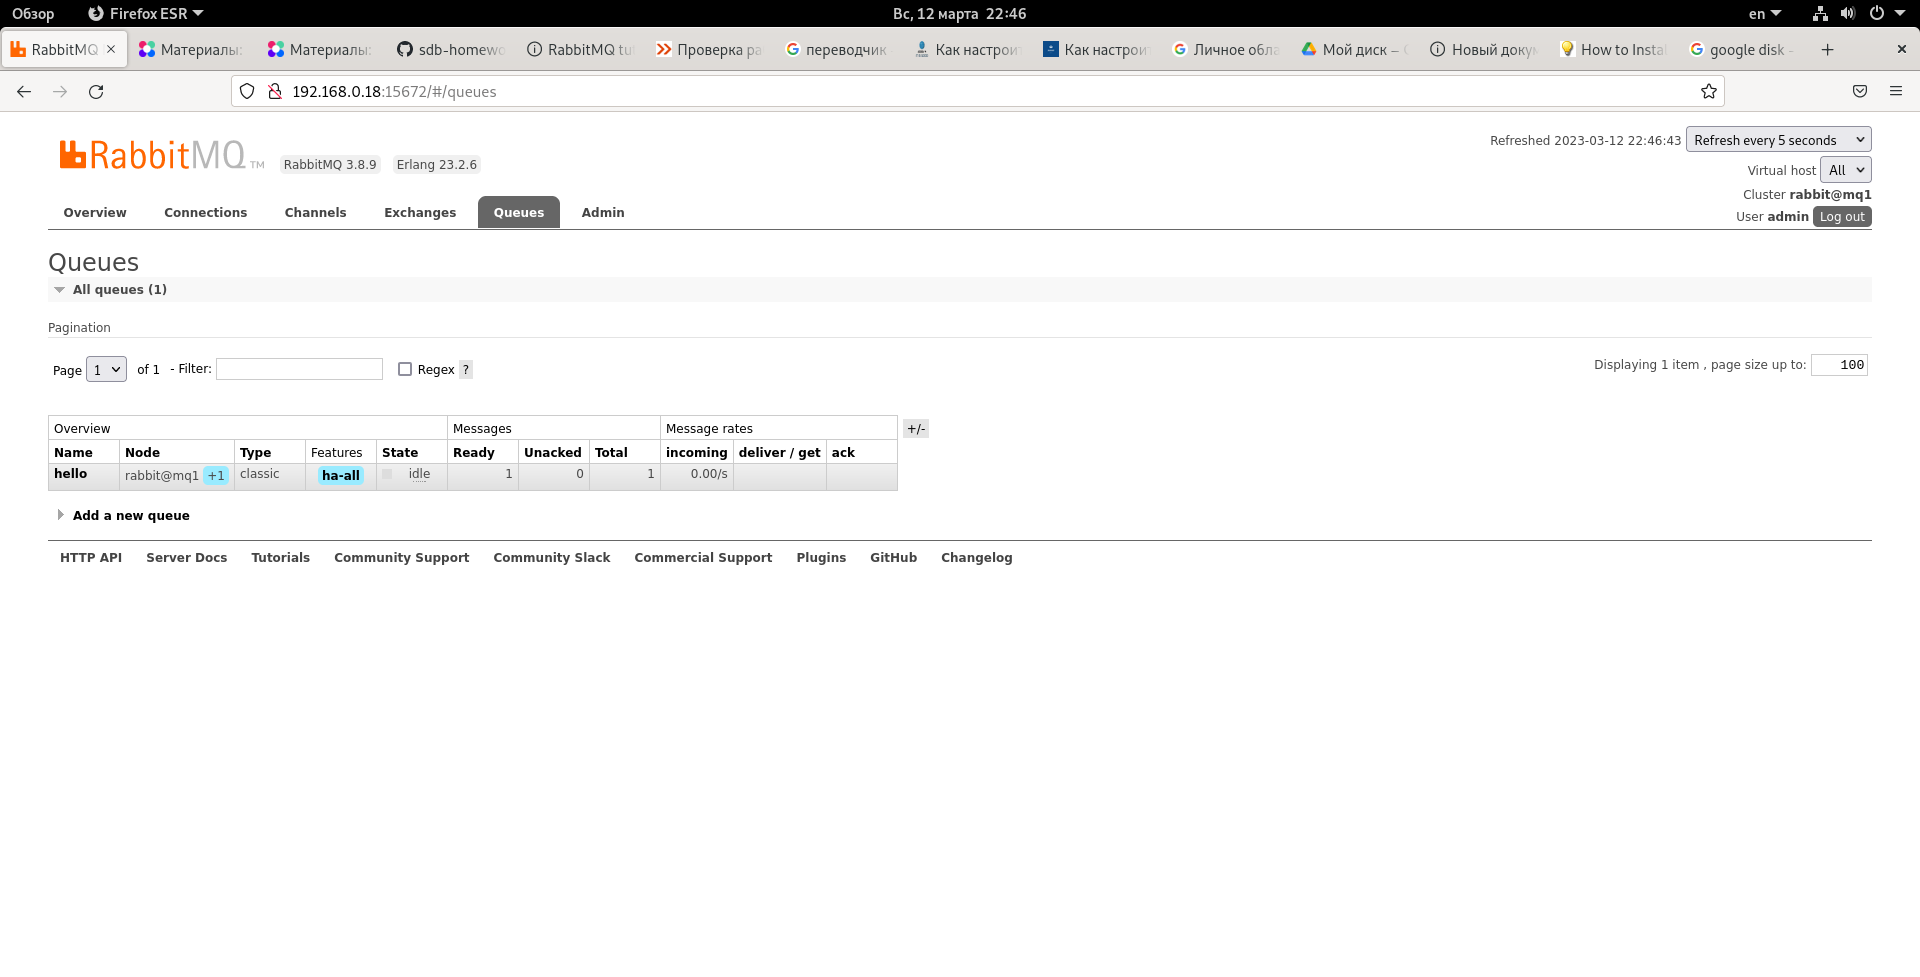 Обзор Firefox ESR Вс, 12 марта 22:46 en
RabbitMQ Материалы: Материалы: sdb-homewo RabbitMQ tu Проверка ра переводчик Как настрои Как настрои Личное обла Мой диск – Новый докум How to Insta google disk -
192.168.0.18:15672/#/queues
RabbitMQ TM RabbitMQ 3.8.9 Erlang 23.2.6
Refreshed 2023-03-12 22:46:43 Refresh every 5 seconds
Virtual host All
Cluster rabbit@mq1
User admin Log out
Overview Connections Channels Exchanges Queues Admin
Queues
All queues (1)
Pagination
Page 1 of 1 - Filter: Regex ? Displaying 1 item , page size up to: 100
Overview Messages Message rates +/-
Name Node Type Features State Ready Unacked Total incoming deliver / get ack
hello rabbit@mq1 +1 classic ha-all idle 1 0 1 0.00/s
Add a new queue
HTTP API Server Docs Tutorials Community Support Community Slack Commercial Support Plugins GitHub Changelog